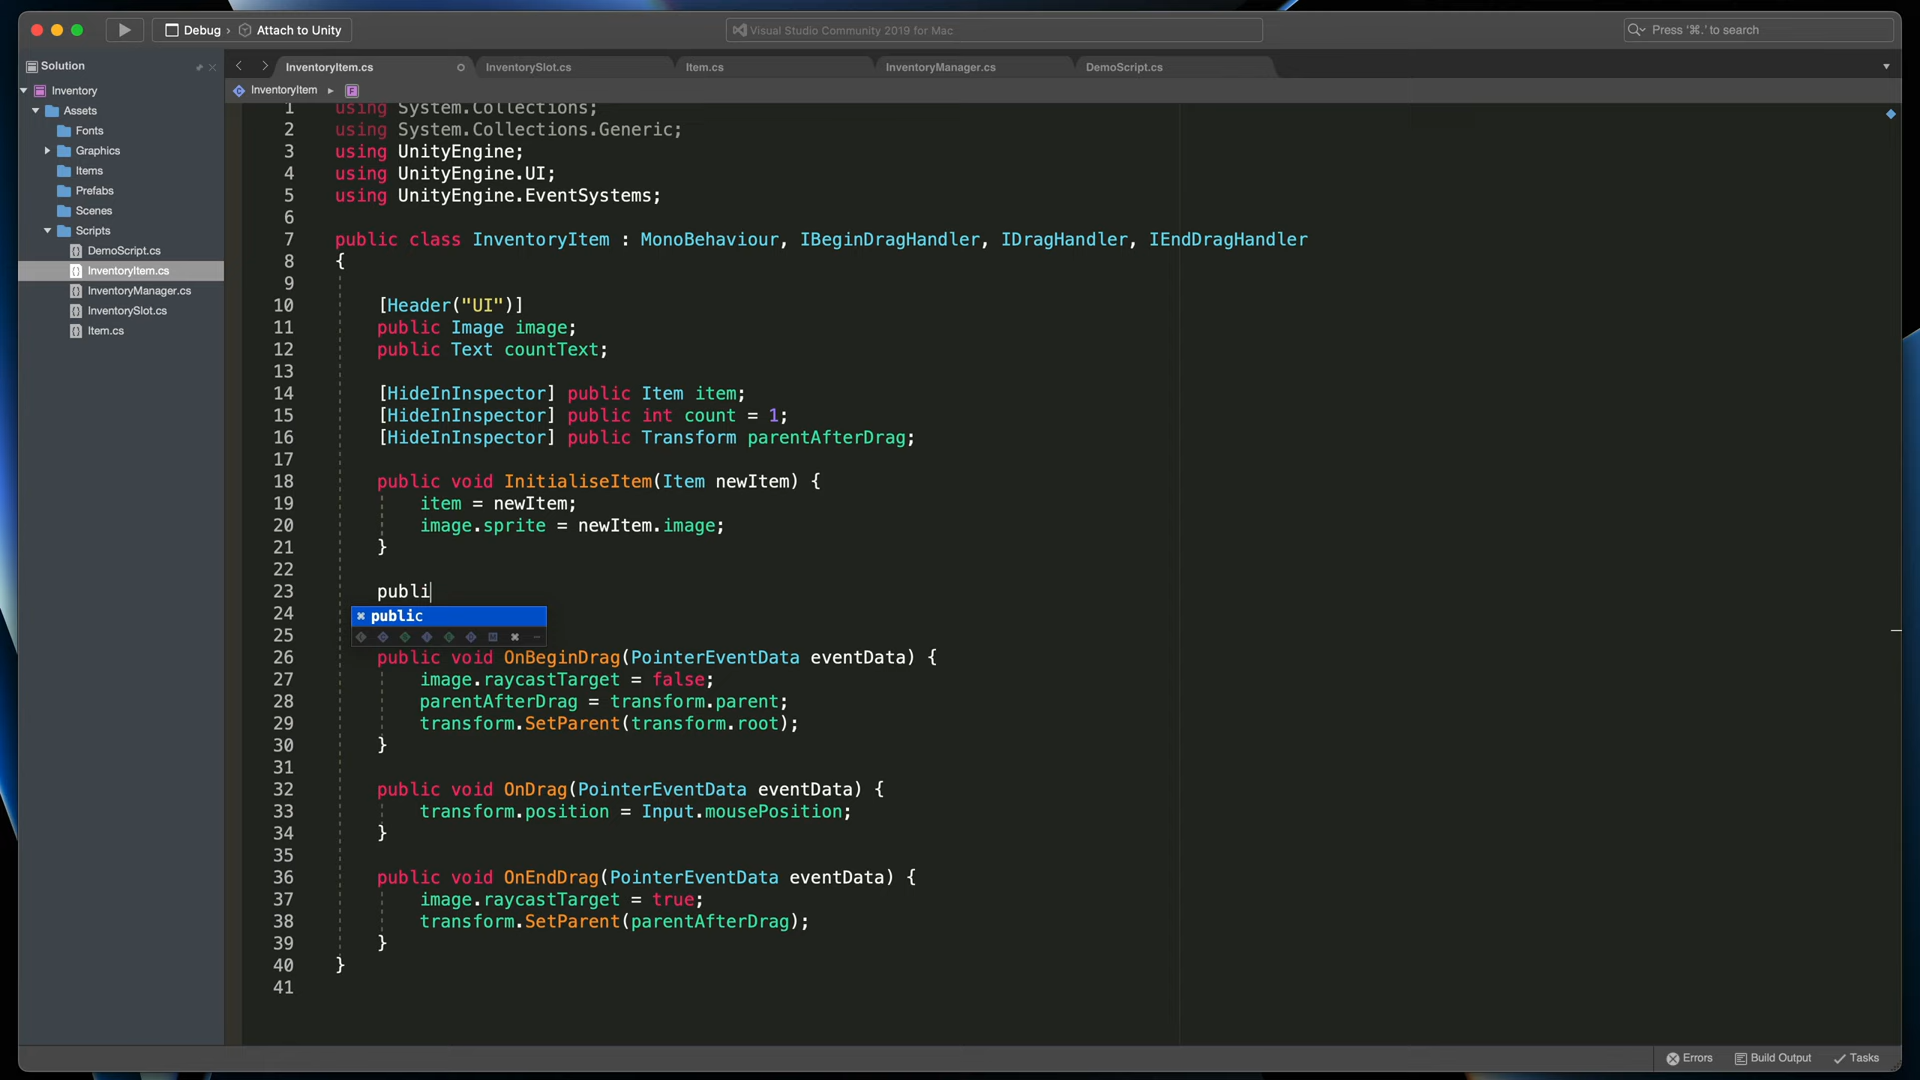 Debug › Attach to Unity
Visual Studio Community 2019 for Mac
Press '⌘.' to search
Solution
InventoryItem.cs
InventorySlot.cs
Item.cs
InventoryManager.cs
DemoScript.cs
Inventory
InventoryItem
Assets
Fonts
Graphics
Items
Prefabs
Scenes
Scripts
DemoScript.cs
InventoryItem.cs
InventoryManager.cs
InventorySlot.cs
Item.cs
1 using System.Collections;
2 using System.Collections.Generic;
3 using UnityEngine;
4 using UnityEngine.UI;
5 using UnityEngine.EventSystems;
6
7 public class InventoryItem : MonoBehaviour, IBeginDragHandler, IDragHandler, IEndDragHandler
8 {
9
10 [Header("UI")]
11 public Image image;
12 public Text countText;
13
14 [HideInInspector] public Item item;
15 [HideInInspector] public int count = 1;
16 [HideInInspector] public Transform parentAfterDrag;
17
18 public void InitialiseItem(Item newItem) {
19 item = newItem;
20 image.sprite = newItem.image;
21 }
22
23 publi
24 public
25
26 public void OnBeginDrag(PointerEventData eventData) {
27 image.raycastTarget = false;
28 parentAfterDrag = transform.parent;
29 transform.SetParent(transform.root);
30 }
31
32 public void OnDrag(PointerEventData eventData) {
33 transform.position = Input.mousePosition;
34 }
35
36 public void OnEndDrag(PointerEventData eventData) {
37 image.raycastTarget = true;
38 transform.SetParent(parentAfterDrag);
39 }
40 }
41
Errors
Build Output
Tasks